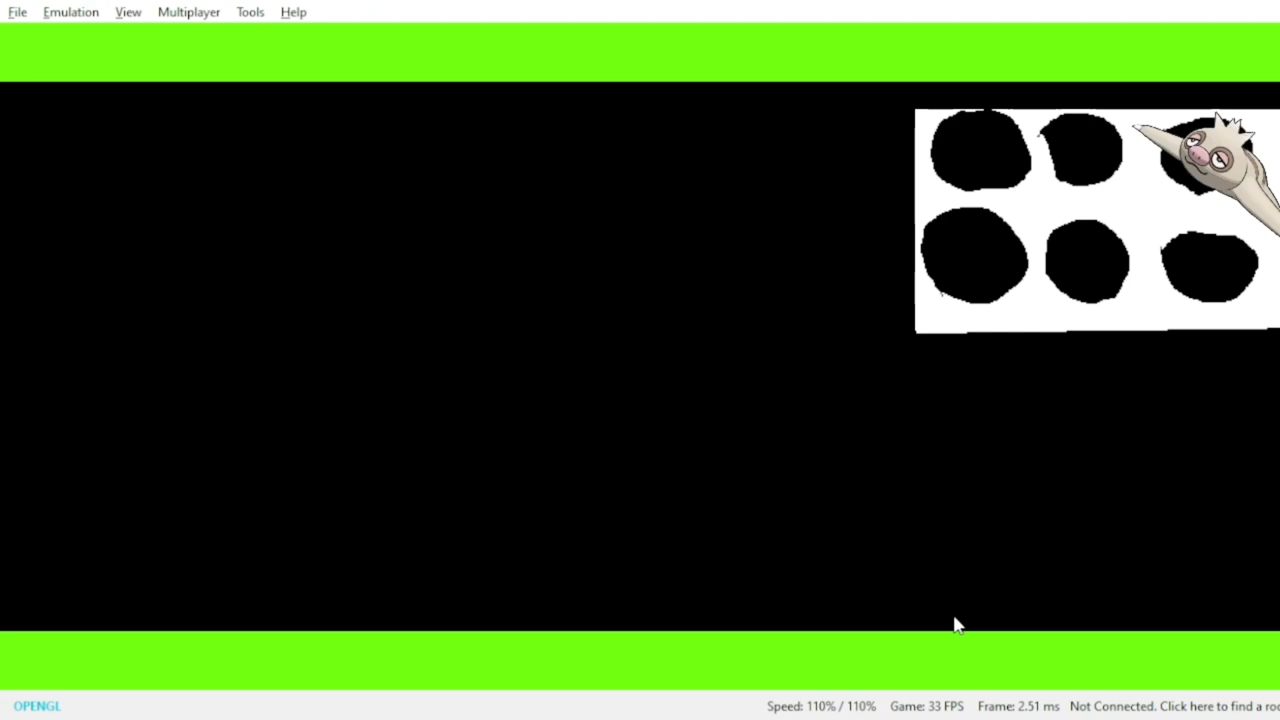 File Emulation View Multiplayer Tools Help
OPENGL Speed: 110% / 110% Game: 33 FPS Frame: 2.51 ms Not Connected. Click here to find a